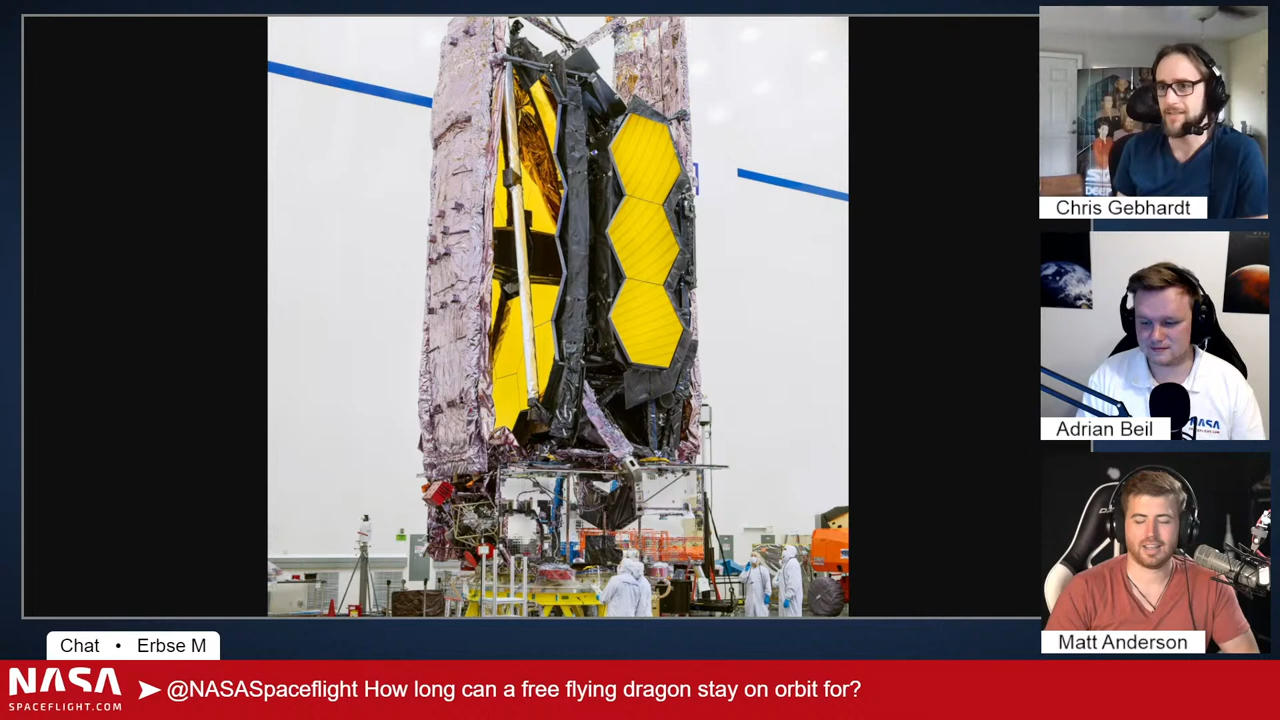 Chris Gebhardt
Adrian Beil
NASA
Matt Anderson
Chat • Erbse M
NASA
SPACEFLIGHT.COM
@NASASpaceflight How long can a free flying dragon stay on orbit for?